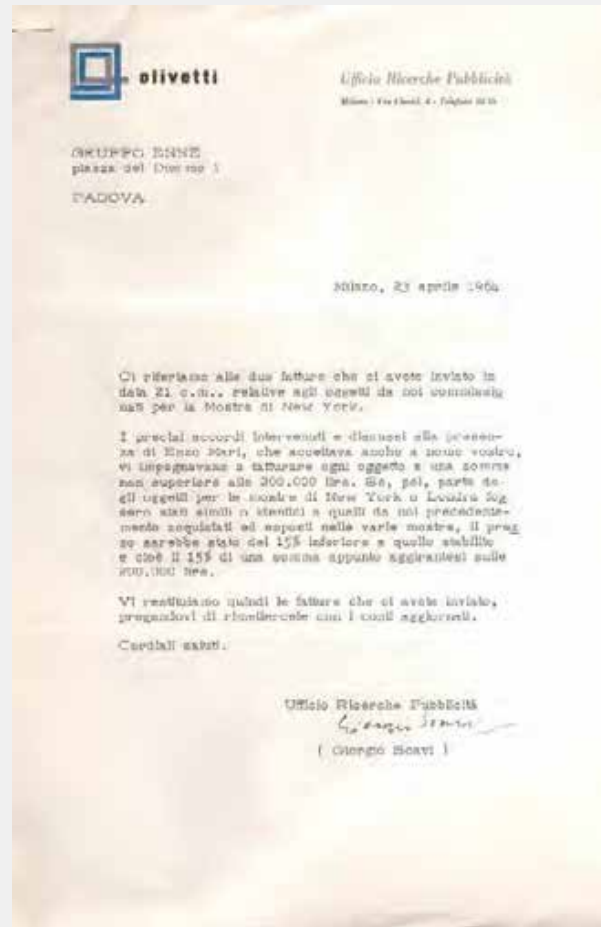 olivetti
Ufficio Ricerche Pubblicità
Milano -
GRUPPO ENNE
piazza del Duomo 1
PADOVA
Milano, 23 aprile 1964
Ci riferiamo alle due fatture che ci avete inviato in
data 21 c.m., relative agli oggetti da noi commissio
nati per la Mostra di New York.
I precisi accordi intervenuti e discussi alla presen-
za di Enzo Mari, che accettava anche a nome vostro,
vi impegnavano a fatturare ogni oggetto a una somma
non superiore alle 200.000 lire. Se, poi, parte de
gli oggetti per le mostre di New York o Londra fos
sero stati simili o identici a quelli da noi precedente-
mente acquistati ed esposti nelle varie mostre, il prez
zo sarebbe stato del 15% inferiore a quello stabilito
e cioè il 15% di una somma appunto aggirantesi sulle
200.000 lire.
Vi restituiamo quindi le fatture che ci avete inviato,
pregandovi di rimettercele con i conti aggiornati.
Cordiali saluti.
Ufficio Ricerche Pubblicità
Giorgio Soavi
( Giorgio Soavi )